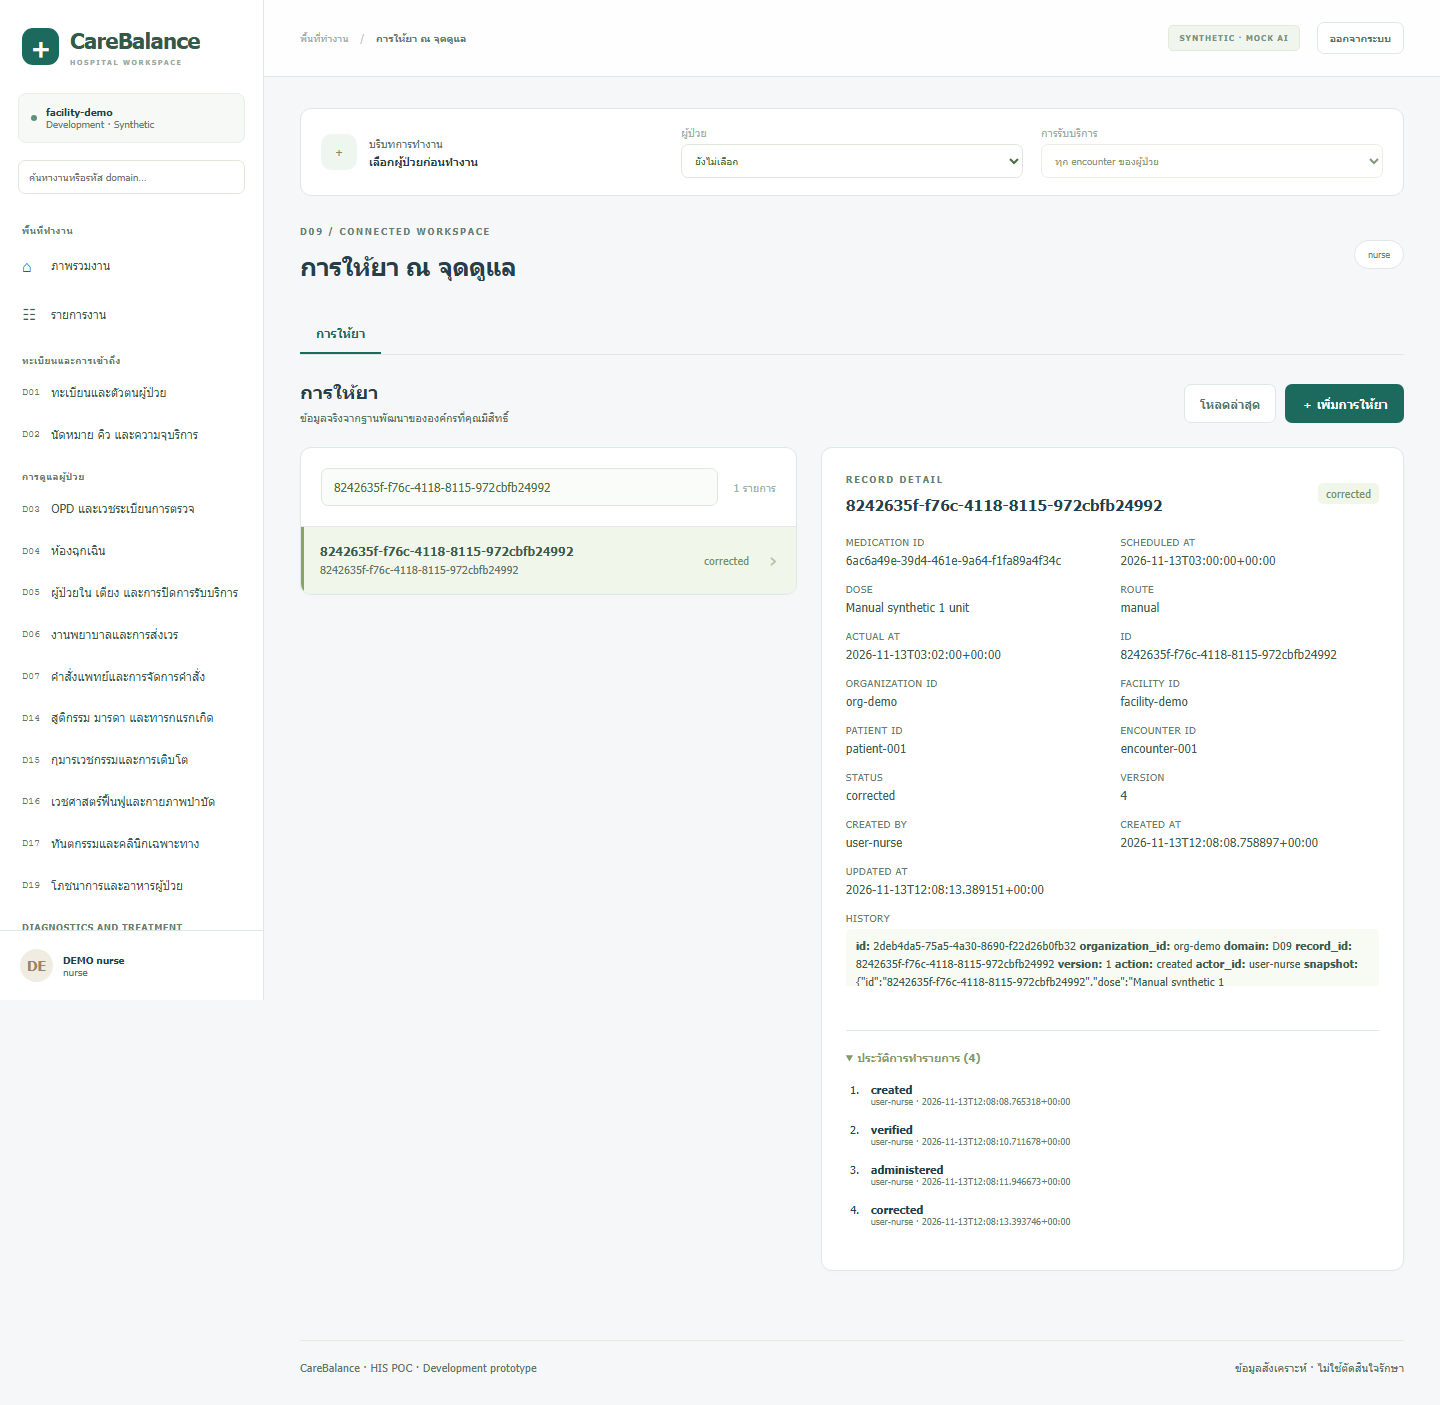 CareBalance
HOSPITAL WORKSPACE
facility-demo
Development · Synthetic
ค้นหางานหรือรหัส domain...
พื้นที่ทำงาน
ภาพรวมงาน
รายการงาน
ทะเบียนและการเข้าถึง
D01 ทะเบียนและตัวตนผู้ป่วย
D02 นัดหมาย คิว และความจุบริการ
การดูแลผู้ป่วย
D03 OPD และเวชระเบียนการตรวจ
D04 ห้องฉุกเฉิน
D05 ผู้ป่วยใน เตียง และการปิดการรับบริการ
D06 งานพยาบาลและการส่งเวร
D07 คำสั่งแพทย์และการจัดการคำสั่ง
D14 สูติกรรม มารดา และทารกแรกเกิด
D15 กุมารเวชกรรมและการเติบโต
D16 เวชศาสตร์ฟื้นฟูและกายภาพบำบัด
D17 ทันตกรรมและคลินิกเฉพาะทาง
D19 โภชนาการและอาหารผู้ป่วย
DIAGNOSTICS AND TREATMENT
DE
DEMO nurse
nurse
พื้นที่ทำงาน / การให้ยา ณ จุดดูแล
SYNTHETIC · MOCK AI
ออกจากระบบ
+
บริบทการทำงาน
เลือกผู้ป่วยก่อนทำงาน
ผู้ป่วย
ยังไม่เลือก
การรับบริการ
ทุก encounter ของผู้ป่วย
D09 / CONNECTED WORKSPACE
การให้ยา ณ จุดดูแล
nurse
การให้ยา
การให้ยา
ข้อมูลจริงจากฐานพัฒนาขององค์กรที่คุณมีสิทธิ์
โหลดล่าสุด
+ เพิ่มการให้ยา
8242635f-f76c-4118-8115-972cbfb24992
1 รายการ
8242635f-f76c-4118-8115-972cbfb24992
8242635f-f76c-4118-8115-972cbfb24992
corrected
RECORD DETAIL
8242635f-f76c-4118-8115-972cbfb24992
corrected
MEDICATION ID
6ac6a49e-39d4-461e-9a64-f1fa89a4f34c
SCHEDULED AT
2026-11-13T03:00:00+00:00
DOSE
Manual synthetic 1 unit
ROUTE
manual
ACTUAL AT
2026-11-13T03:02:00+00:00
ID
8242635f-f76c-4118-8115-972cbfb24992
ORGANIZATION ID
org-demo
FACILITY ID
facility-demo
PATIENT ID
patient-001
ENCOUNTER ID
encounter-001
STATUS
corrected
VERSION
4
CREATED BY
user-nurse
CREATED AT
2026-11-13T12:08:08.758897+00:00
UPDATED AT
2026-11-13T12:08:13.389151+00:00
HISTORY
id: 2deb4da5-75a5-4a30-8690-f22d26b0fb32 organization_id: org-demo domain: D09 record_id:
8242635f-f76c-4118-8115-972cbfb24992 version: 1 action: created actor_id: user-nurse snapshot:
{"id":"8242635f-f76c-4118-8115-972cbfb24992","dose":"Manual synthetic 1
▼ ประวัติการทำรายการ (4)
1. created
user-nurse · 2026-11-13T12:08:08.765318+00:00
2. verified
user-nurse · 2026-11-13T12:08:10.711678+00:00
3. administered
user-nurse · 2026-11-13T12:08:11.946673+00:00
4. corrected
user-nurse · 2026-11-13T12:08:13.393746+00:00
CareBalance · HIS POC · Development prototype
ข้อมูลสังเคราะห์ · ไม่ใช้ตัดสินใจรักษา